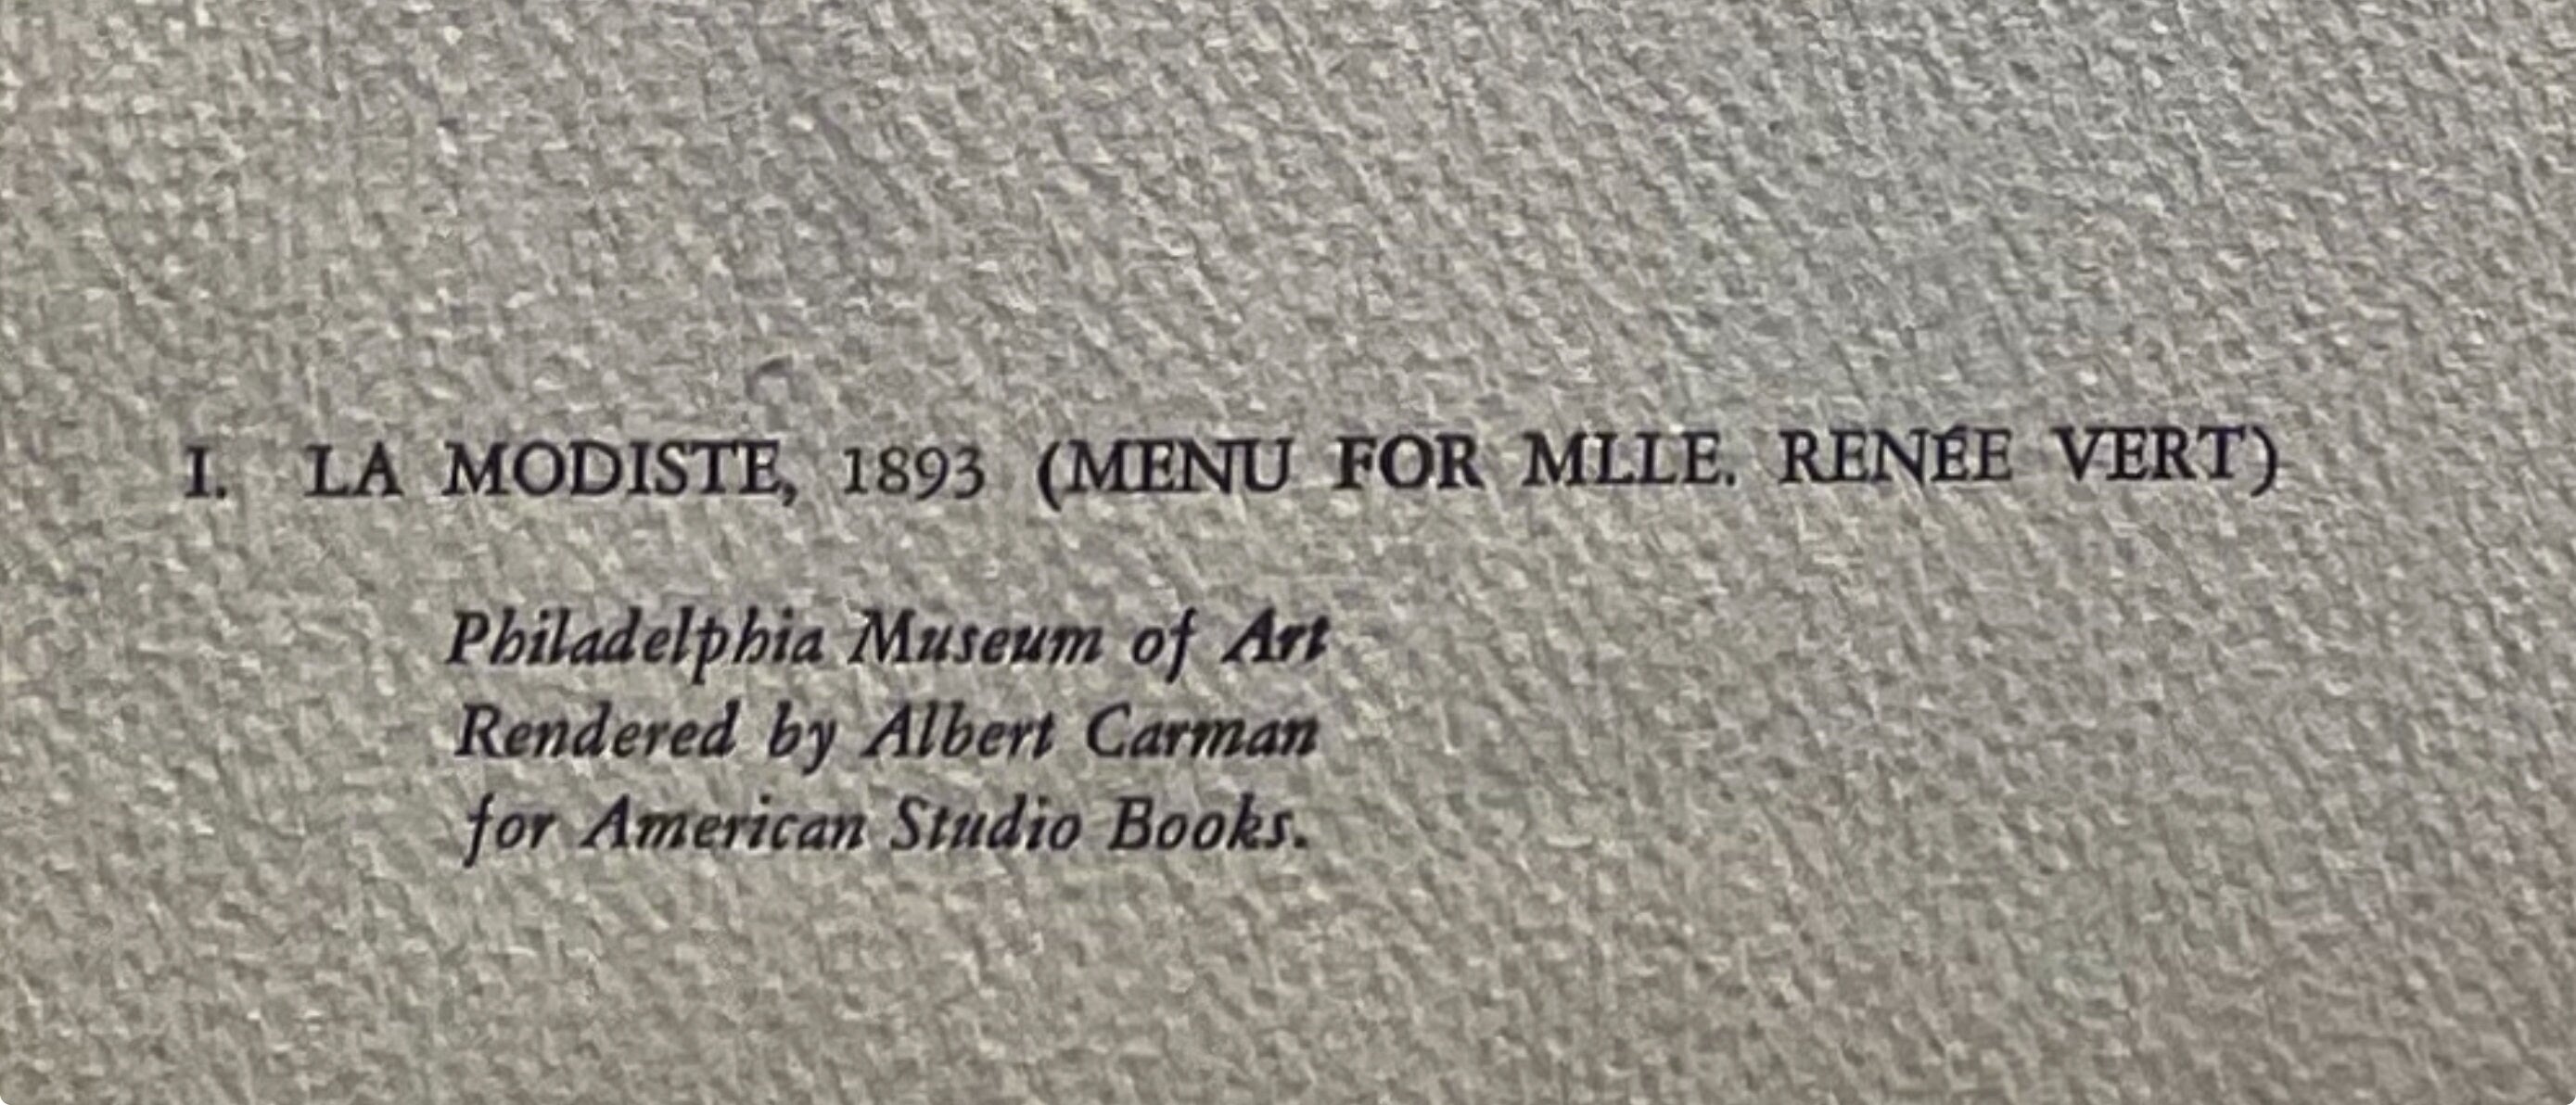 I. LA MODISTE, 1893 (MENU FOR MLLE. RENÉE VERT)
Philadelphia Museum of Art
Rendered by Albert Carman
for American Studio Books.